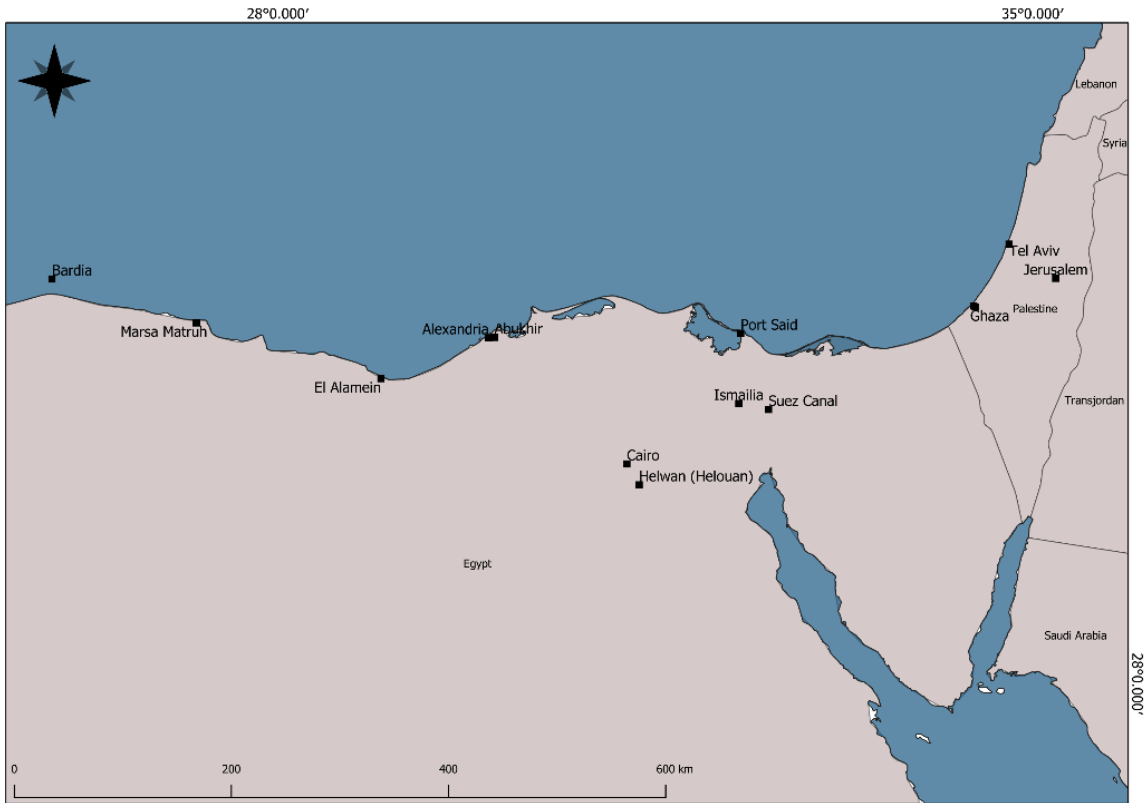 28°0.000′
35°0.000′
Lebanon
Syria
Tel Aviv
Bardia
Jerusalem
Ghaza
Palestine
Marsa Matruh
Alexandria
Abukhir
Port Said
El Alamein
Ismailia
Suez Canal
Transjordan
Cairo
Helwan (Helouan)
Egypt
Saudi Arabia
28°0.000′
0
200
400
600 km